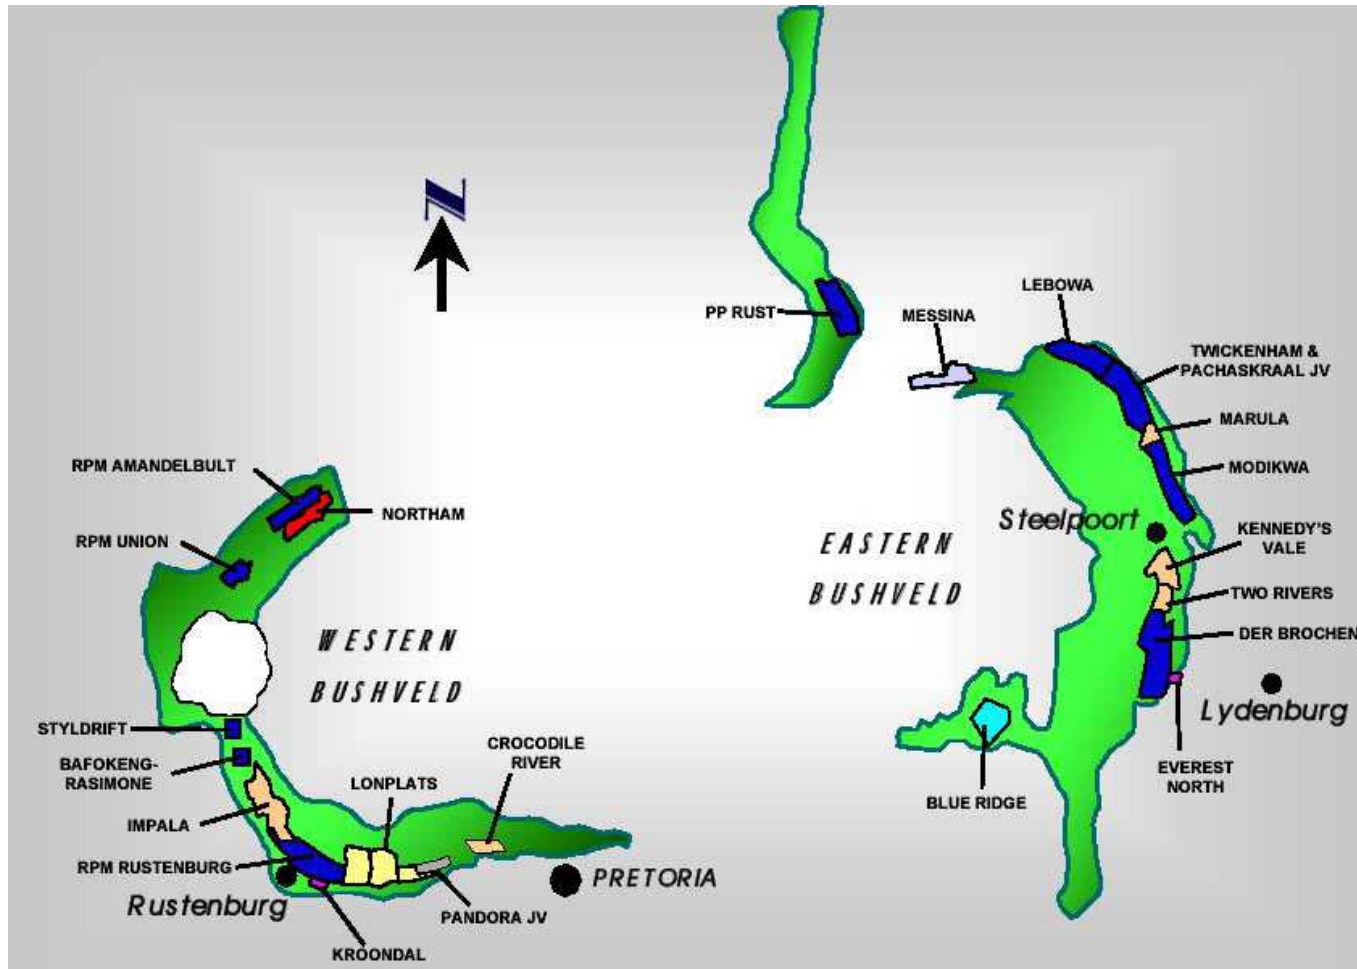 N
LEBOWA
PP RUST
MESSINA
TWICKENHAM &
PACHASKRAAL JV
MARULA
MODIKWA
RPM AMANDELBULT
NORTHAM
Steelpoort
KENNEDY'S
VALE
RPM UNION
EASTERN
BUSHVELD
TWO RIVERS
DER BROCHEN
WESTERN
BUSHVELD
Lydenburg
STYLDRIFT
BAFOKENG-
RASIMONE
CROCODILE
RIVER
EVEREST
NORTH
LONPLATS
BLUE RIDGE
IMPALA
RPM RUSTENBURG
PRETORIA
Rustenburg
PANDORA JV
KROONDAL